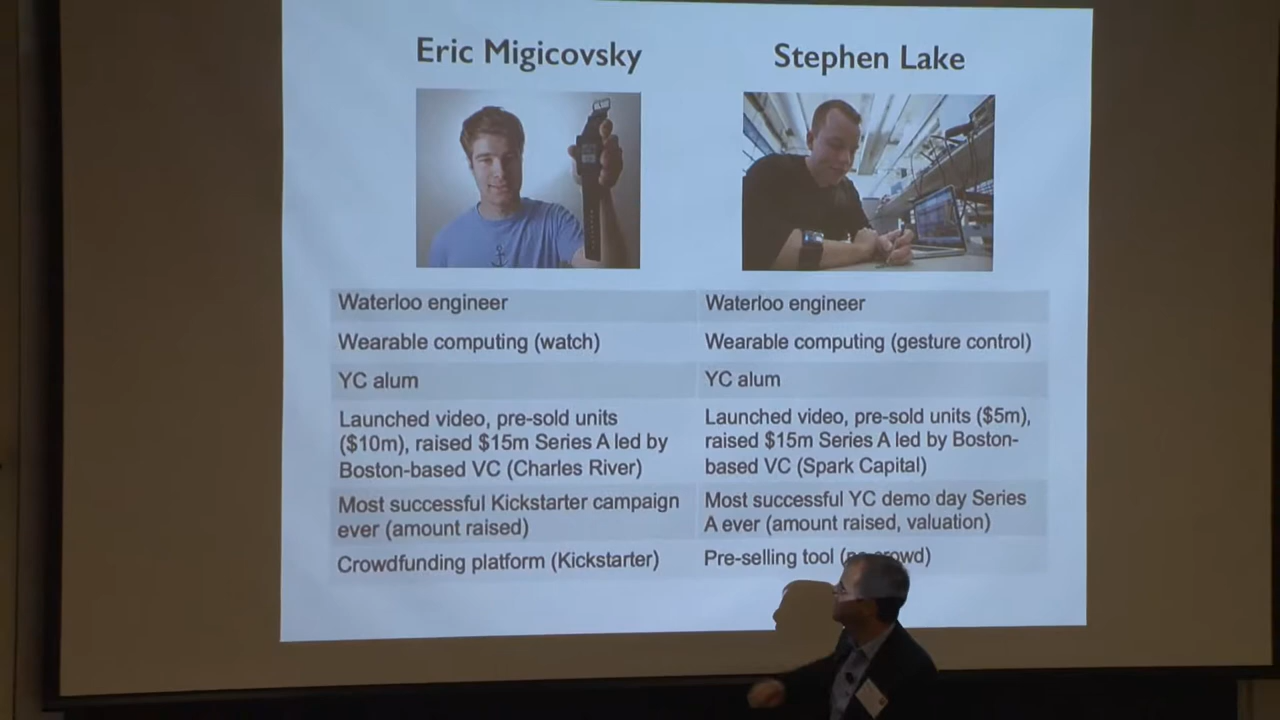 Eric Migicovsky
Stephen Lake
Waterloo engineer
Waterloo engineer
Wearable computing (watch)
Wearable computing (gesture control)
YC alum
YC alum
Launched video, pre-sold units
($10m), raised $15m Series A led by
Boston-based VC (Charles River)
Launched video, pre-sold units ($5m),
raised $15m Series A led by Boston-
based VC (Spark Capital)
Most successful Kickstarter campaign
ever (amount raised)
Most successful YC demo day Series
A ever (amount raised, valuation)
Crowdfunding platform (Kickstarter)
Pre-selling tool